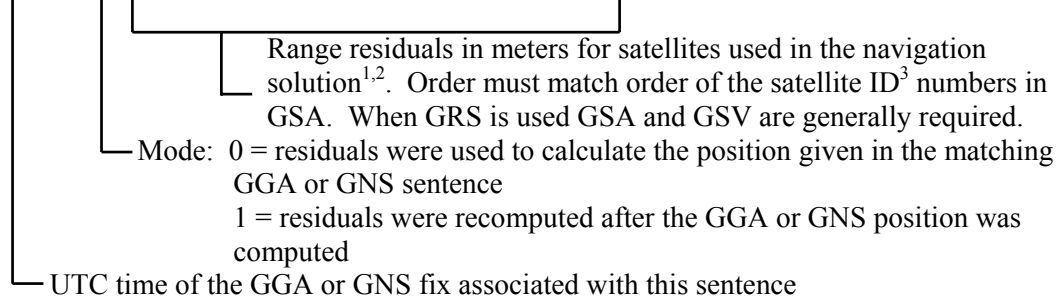 Range residuals in meters for satellites used in the navigation
solution1,2. Order must match order of the satellite ID3 numbers in
GSA. When GRS is used GSA and GSV are generally required.
Mode: 0 = residuals were used to calculate the position given in the matching
GGA or GNS sentence
1 = residuals were recomputed after the GGA or GNS position was
computed
UTC time of the GGA or GNS fix associated with this sentence